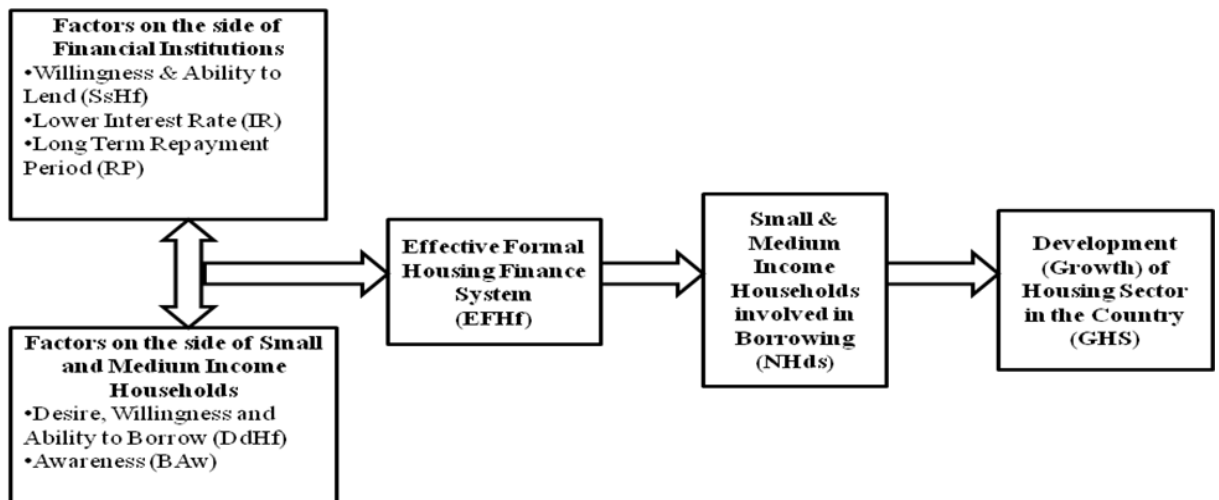 Factors on the side of
Financial Institutions
•Willingness & Ability to
Lend (SsHf)
•Lower Interest Rate (IR)
•Long Term Repayment
Period (RP)
Factors on the side of Small
and Medium Income
Households
•Desire, Willingness and
Ability to Borrow (DdHf)
•Awareness (BAw)
Effective Formal
Housing Finance
System
(EFHf)
Small &
Medium
Income
Households
involved in
Borrowing
(NHds)
Development
(Growth) of
Housing Sector
in the Country
(GHS)